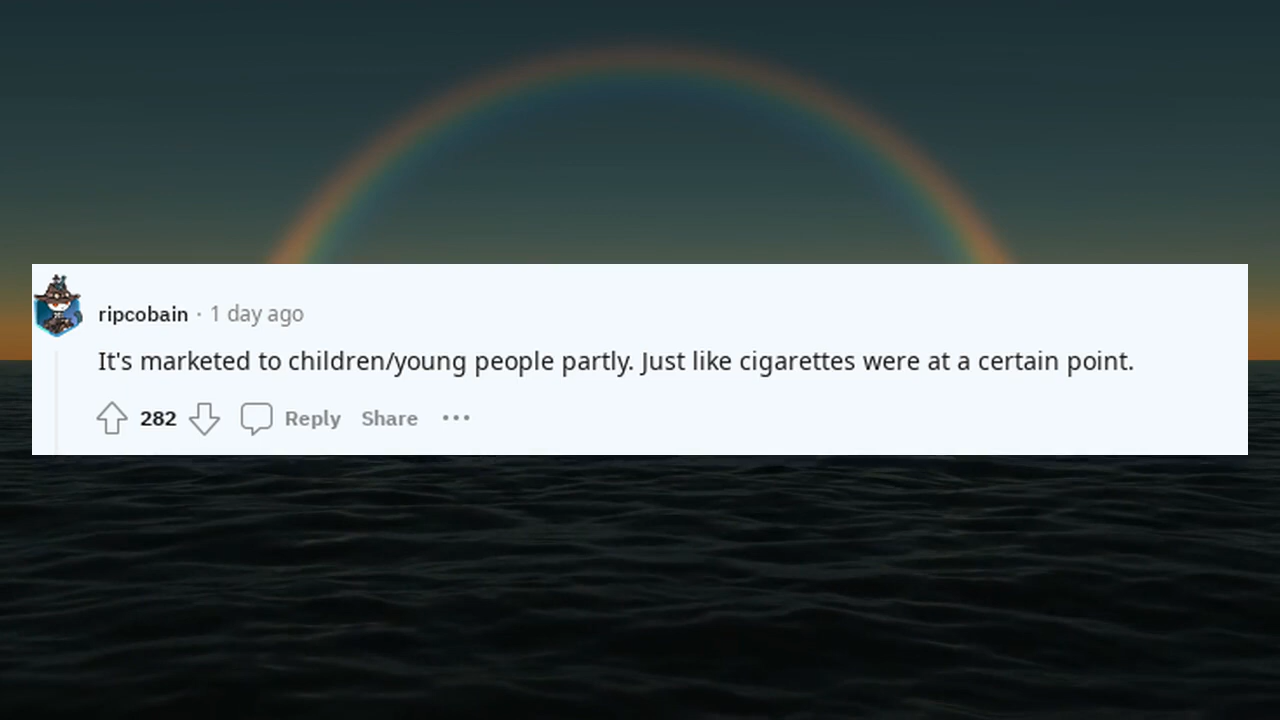 ripcobain · 1 day ago
It's marketed to children/young people partly. Just like cigarettes were at a certain point.
282 Reply Share ···